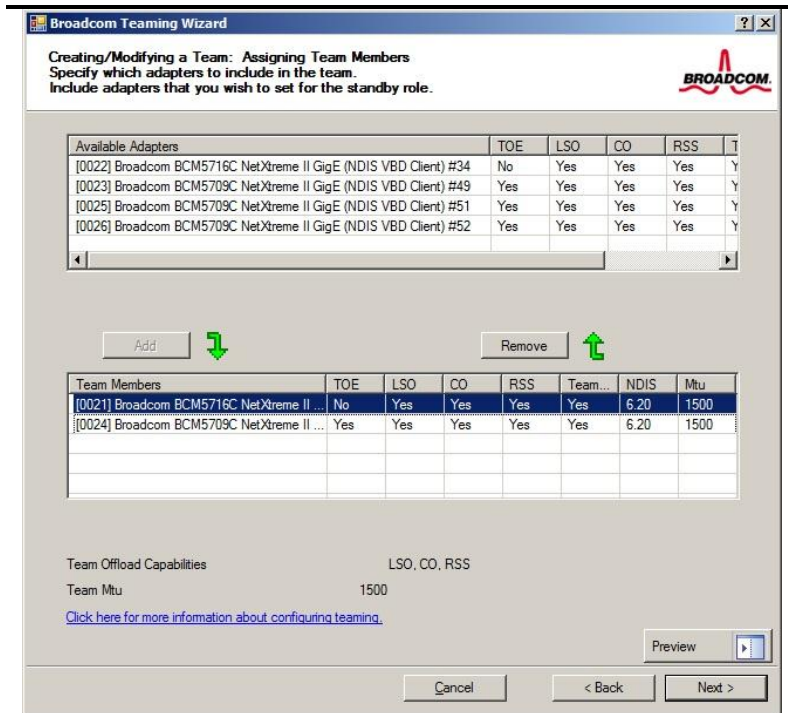 Broadcom Teaming Wizard
Creating/Modifying a Team: Assigning Team Members
Specify which adapters to include in the team.
Include adapters that you wish to set for the standby role.
BROADCOM.
Available Adapters TOE LSO CO RSS T
[0022] Broadcom BCM5716C NetXtreme II GigE (NDIS VBD Client) #34 No Yes Yes Yes Y
[0023] Broadcom BCM5709C NetXtreme II GigE (NDIS VBD Client) #49 Yes Yes Yes Yes Y
[0025] Broadcom BCM5709C NetXtreme II GigE (NDIS VBD Client) #51 Yes Yes Yes Yes Y
[0026] Broadcom BCM5709C NetXtreme II GigE (NDIS VBD Client) #52 Yes Yes Yes Yes Y
Add Remove
Team Members TOE LSO CO RSS Team... NDIS Mtu
[0021] Broadcom BCM5716C NetXtreme II ... No Yes Yes Yes Yes 6.20 1500
[0024] Broadcom BCM5709C NetXtreme II ... Yes Yes Yes Yes Yes 6.20 1500
Team Offload Capabilities LSO, CO, RSS
Team Mtu 1500
Click here for more information about configuring teaming.
Preview
Cancel < Back Next >